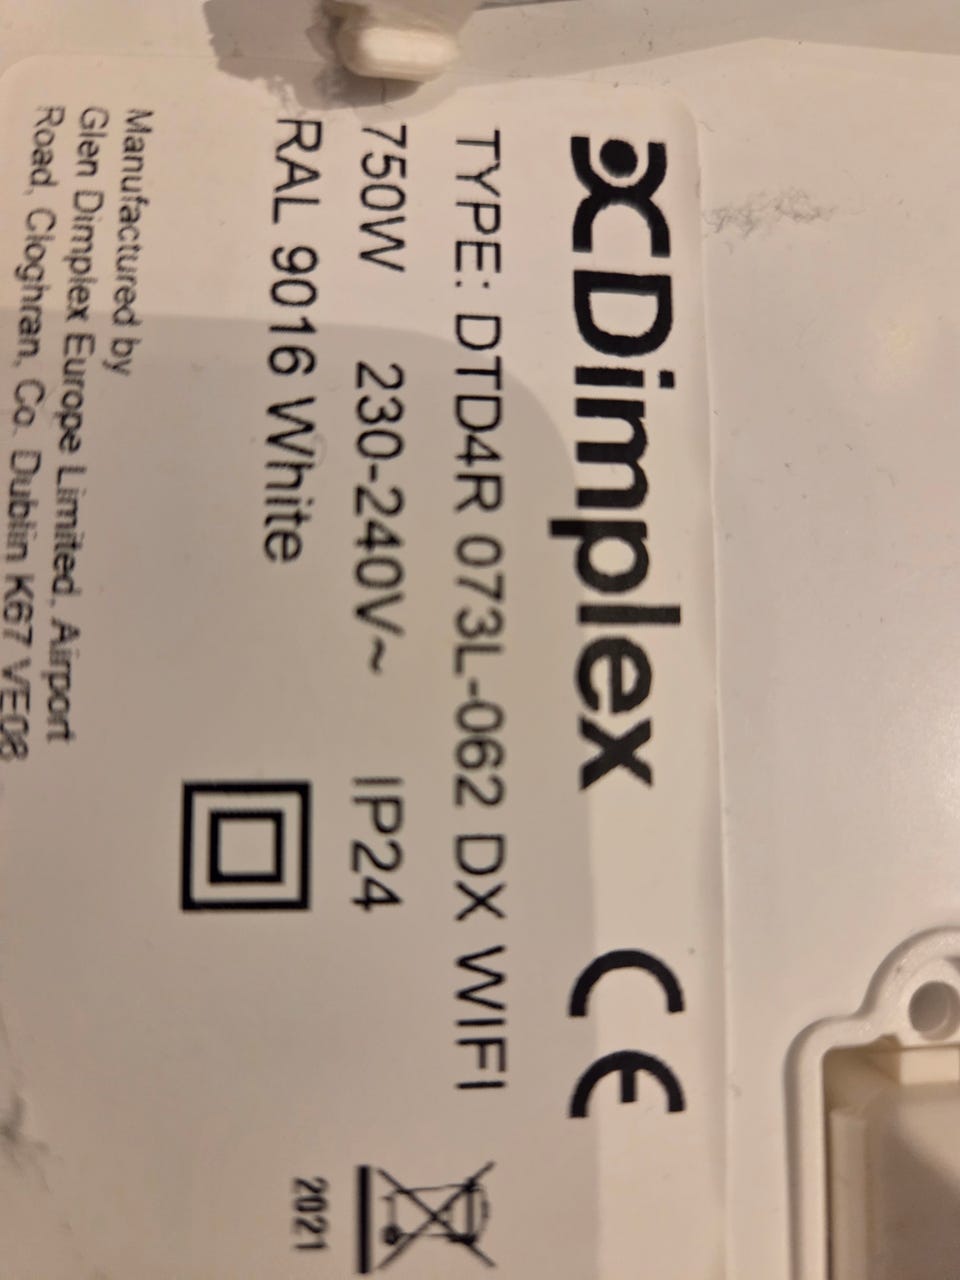 Dimplex CE
TYPE: DTD4R 073L-062 DX WIFI
750W 230-240V~ IP24
RAL 9016 White
2021
Manufactured by
Glen Dimplex Europe Limited, Airport
Road, Cloghran, Co. Dublin K67 VE08